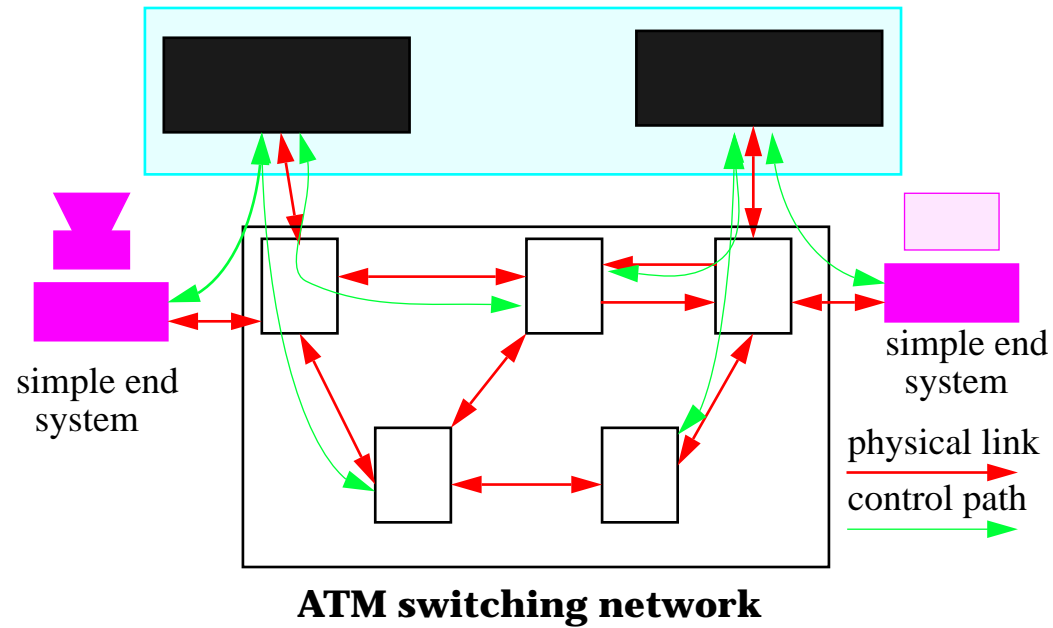 simple end
system
simple end
system
physical link
control path
ATM switching network